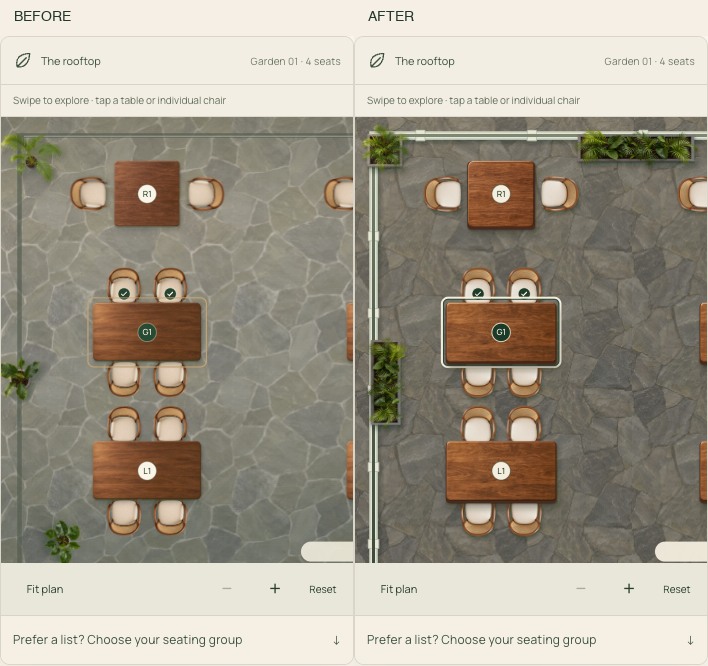 BEFORE
The rooftop
Garden 01 · 4 seats
Swipe to explore · tap a table or individual chair
R1
G1
L1
Fit plan
− + Reset
Prefer a list? Choose your seating group ↓
AFTER
The rooftop
Garden 01 · 4 seats
Swipe to explore · tap a table or individual chair
R1
G1
L1
Fit plan
− + Reset
Prefer a list? Choose your seating group ↓